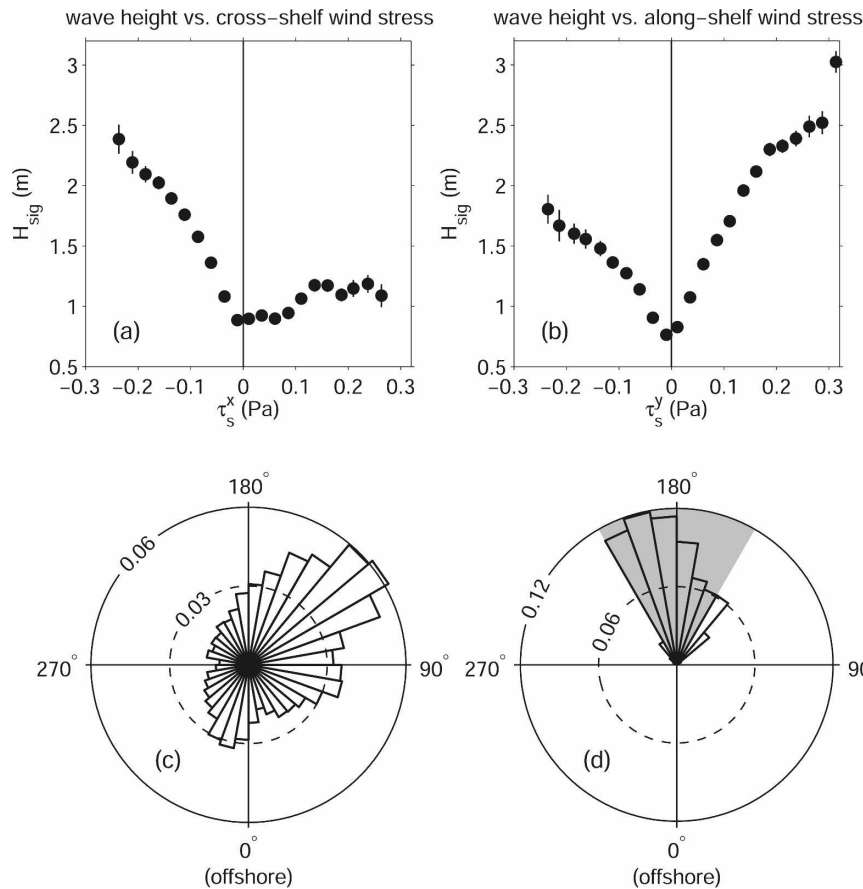 wave height vs. cross−shelf wind stress
3
2.5
2
1.5
1
0.5
H_sig (m)
(a)
−0.3 −0.2 −0.1 0 0.1 0.2 0.3
τ_s^x (Pa)
wave height vs. along−shelf wind stress
3
2.5
2
1.5
1
0.5
H_sig (m)
(b)
−0.3 −0.2 −0.1 0 0.1 0.2 0.3
τ_s^y (Pa)
180°
0.06
0.03
270°
90°
(c)
0°
(offshore)
180°
0.12
0.06
270°
90
(d)
0°
(offshore)